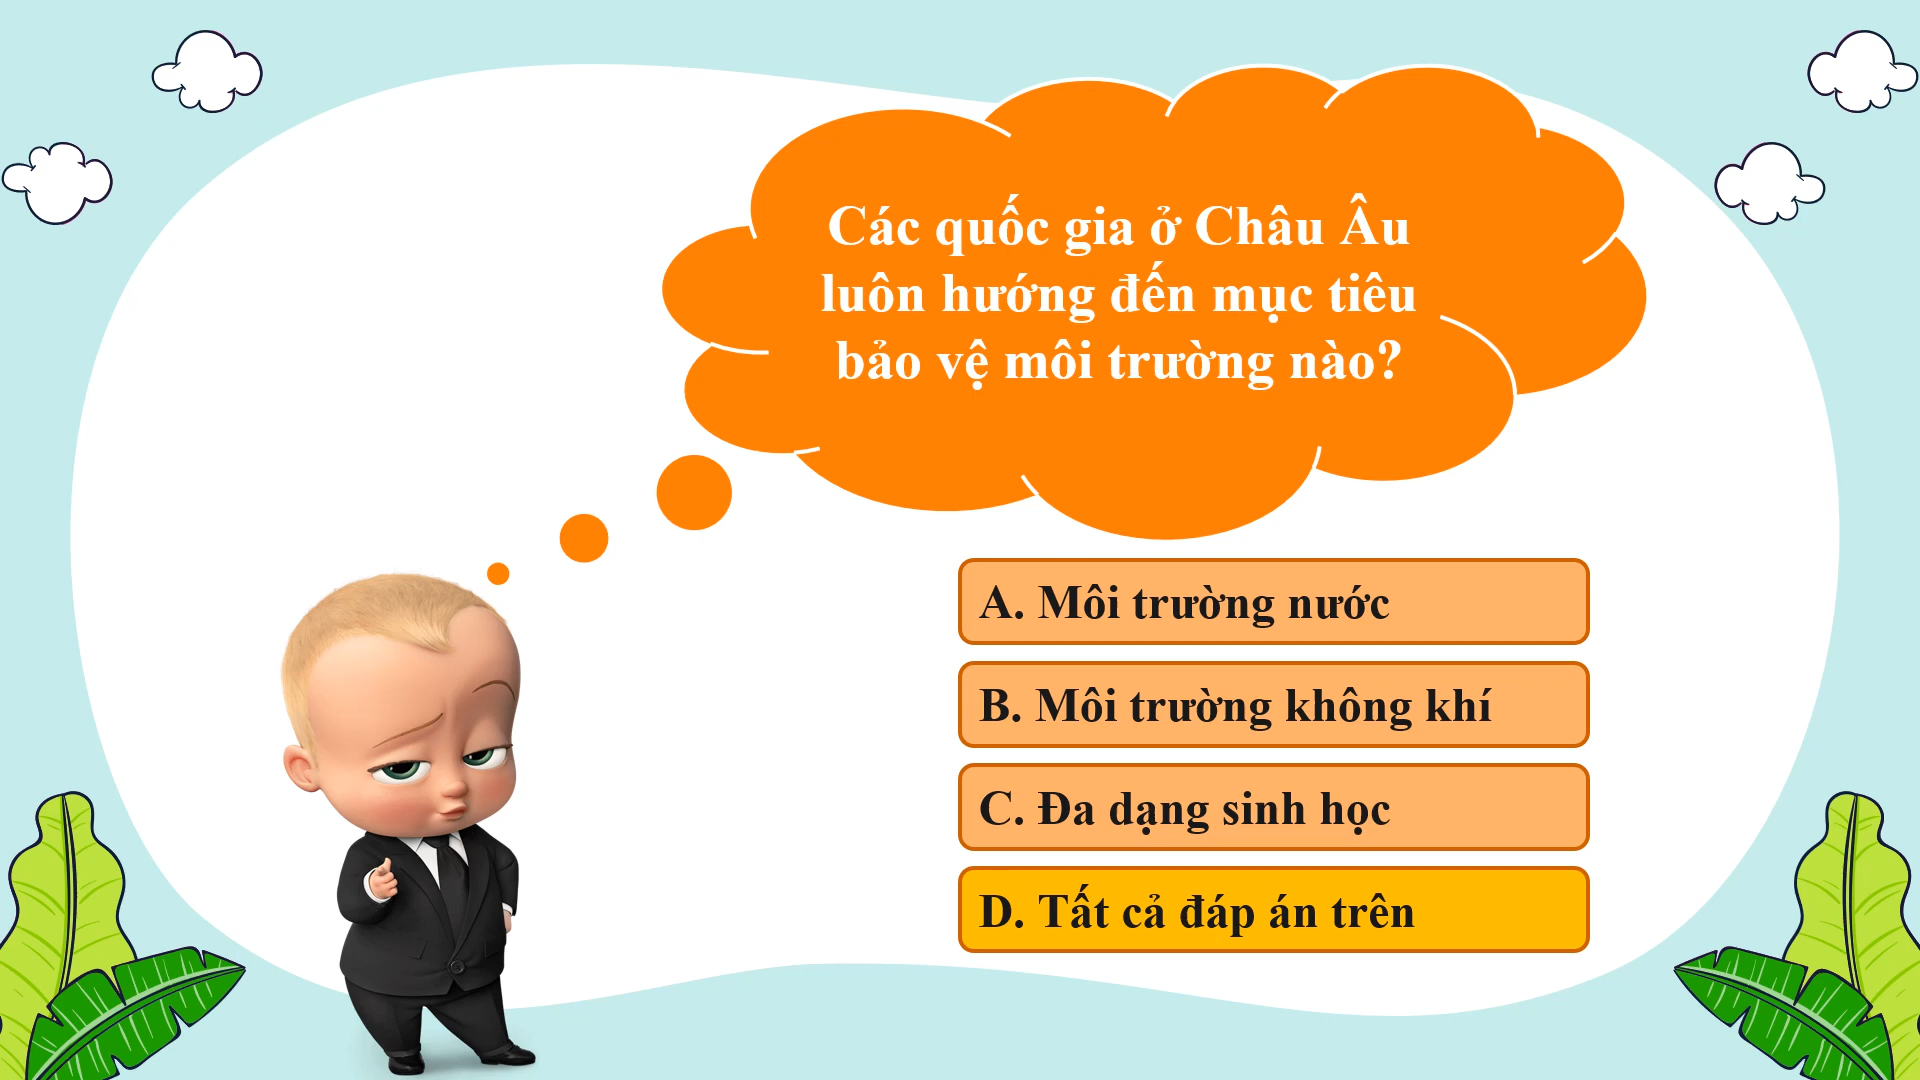 Các quốc gia ở Châu Âu
luôn hướng đến mục tiêu
bảo vệ môi trường nào?
A. Môi trường nước
B. Môi trường không khí
C. Đa dạng sinh học
D. Tất cả đáp án trên